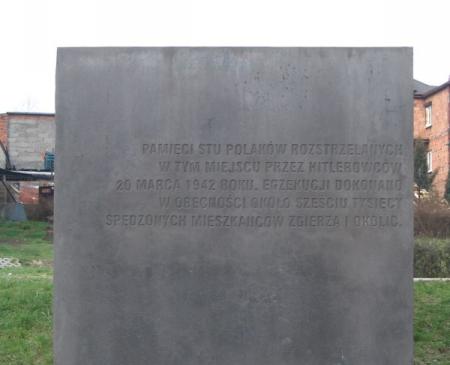 PAMIĘCI STU POLAKÓW ROZSTRZELANYCH
W TYM MIEJSCU PRZEZ HITLEROWCÓW
20 MARCA 1942 ROKU. EGZEKUCJI DOKONANO
W OBECNOŚCI OKOŁO SZEŚCIU TYSIĘCY
SPĘDZONYCH MIESZKAŃCÓW ZGIERZA I OKOLIC.